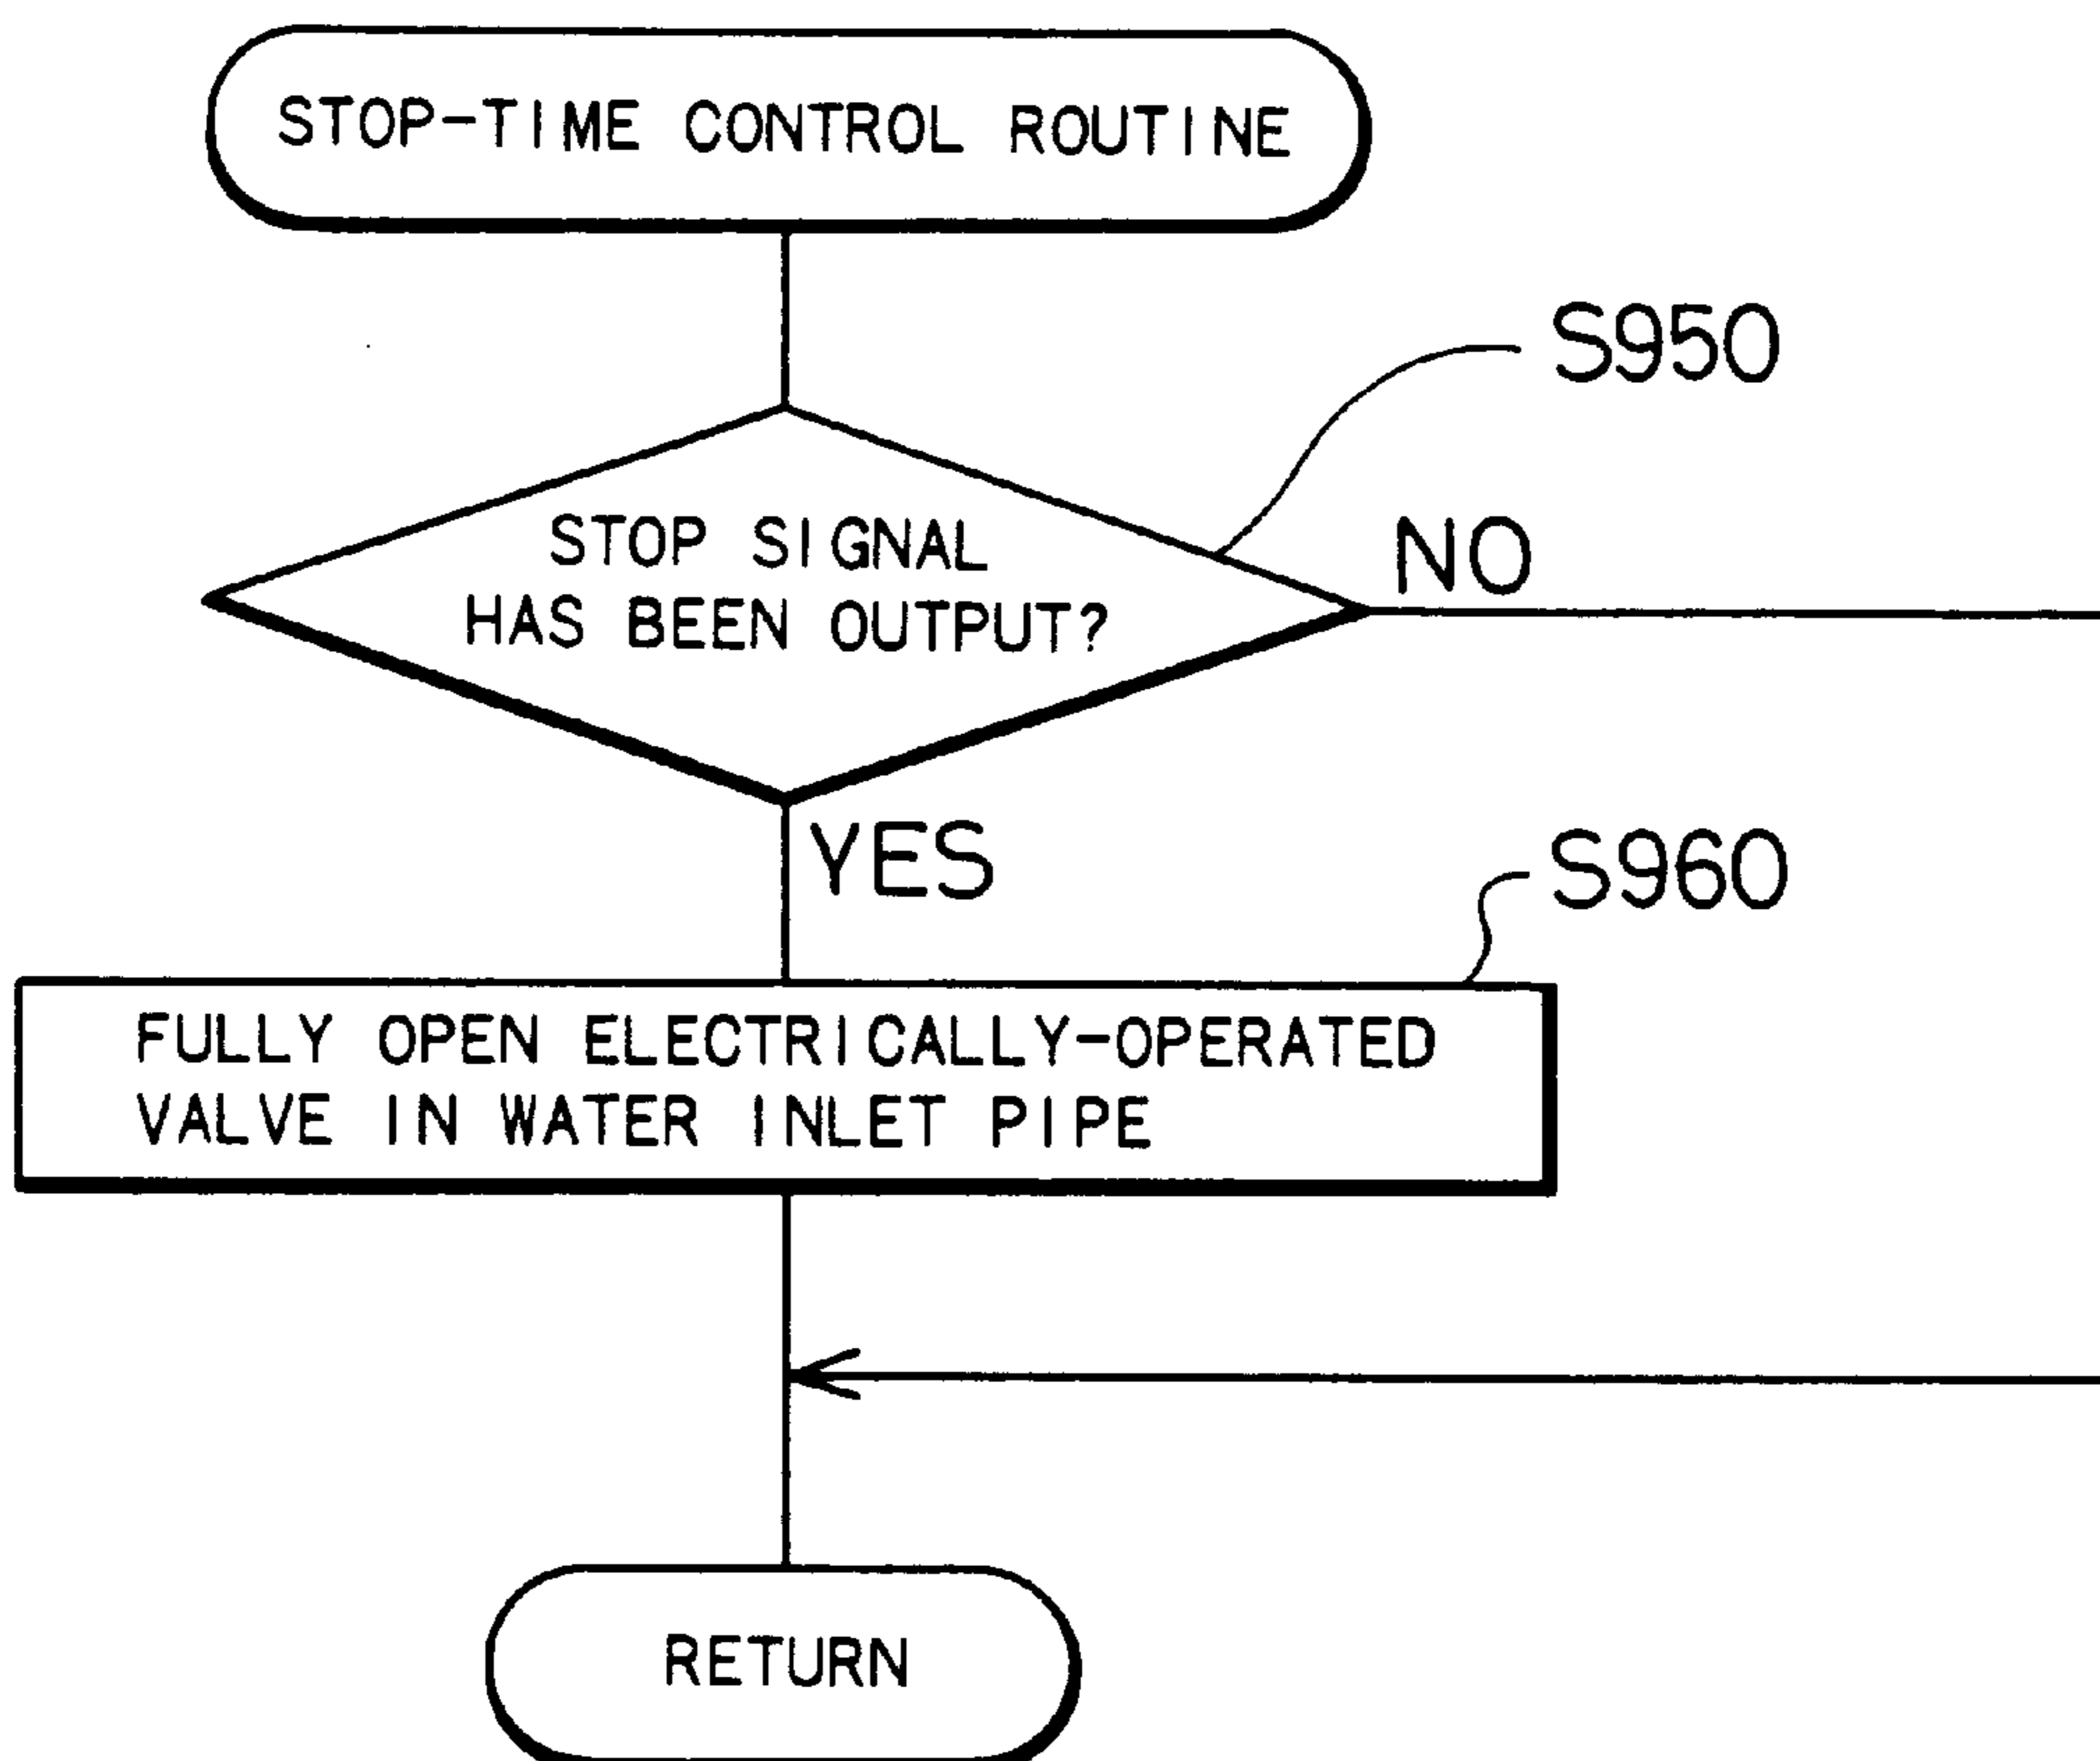 STOP-TIME CONTROL ROUTINE
S950
STOP SIGNAL
HAS BEEN OUTPUT?
NO
YES
S960
FULLY OPEN ELECTRICALLY-OPERATED
VALVE IN WATER INLET PIPE
RETURN